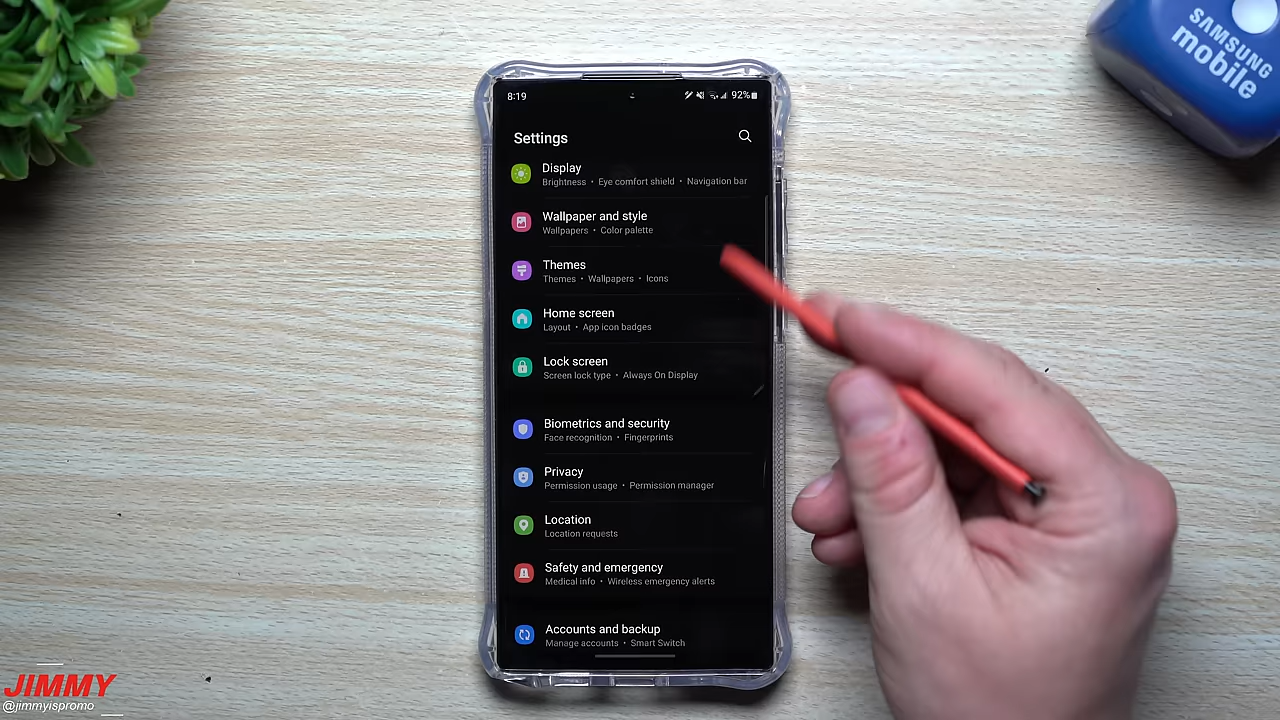 SAMSUNG
mobile
8:19
92%
Settings
Display
Brightness • Eye comfort shield • Navigation bar
Wallpaper and style
Wallpapers • Color palette
Themes
Themes • Wallpapers • Icons
Home screen
Layout • App icon badges
Lock screen
Screen lock type • Always On Display
Biometrics and security
Face recognition • Fingerprints
Privacy
Permission usage • Permission manager
Location
Location requests
Safety and emergency
Medical info • Wireless emergency alerts
Accounts and backup
Manage accounts • Smart Switch
JIMMY
@jimmyispromo